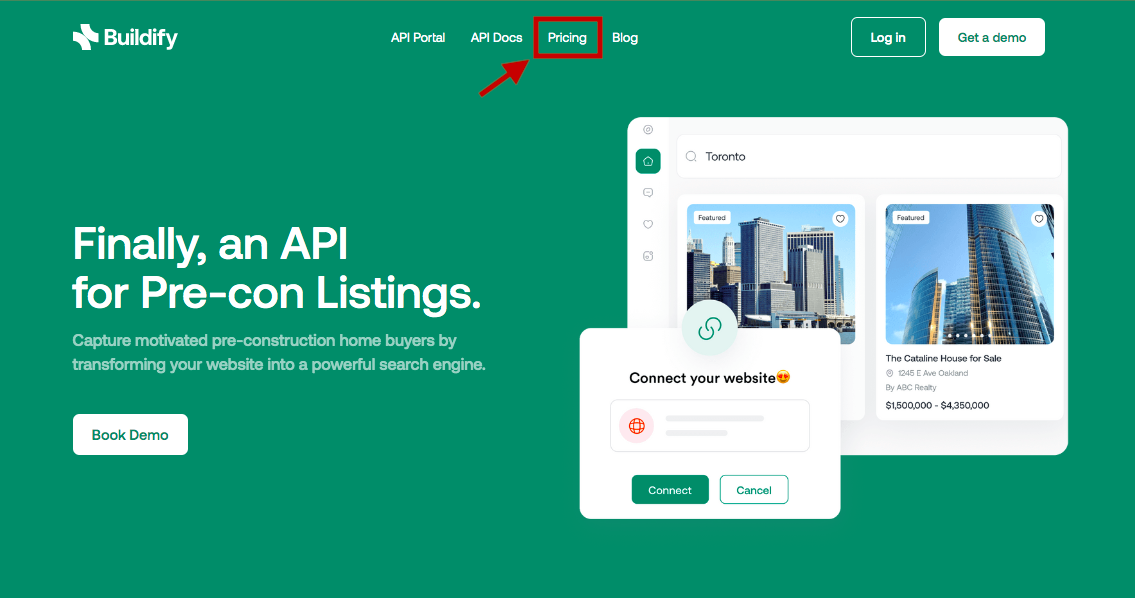 Buildify
API Portal
API Docs
Pricing
Blog
Log in
Get a demo
Finally, an API
for Pre-con Listings.
Capture motivated pre-construction home buyers by
transforming your website into a powerful search engine.
Book Demo
Toronto
Featured
Featured
The Cataline House for Sale
1245 E Ave Oakland
By ABC Realty
$1,500,000 - $4,350,000
Connect your website😍
Connect
Cancel